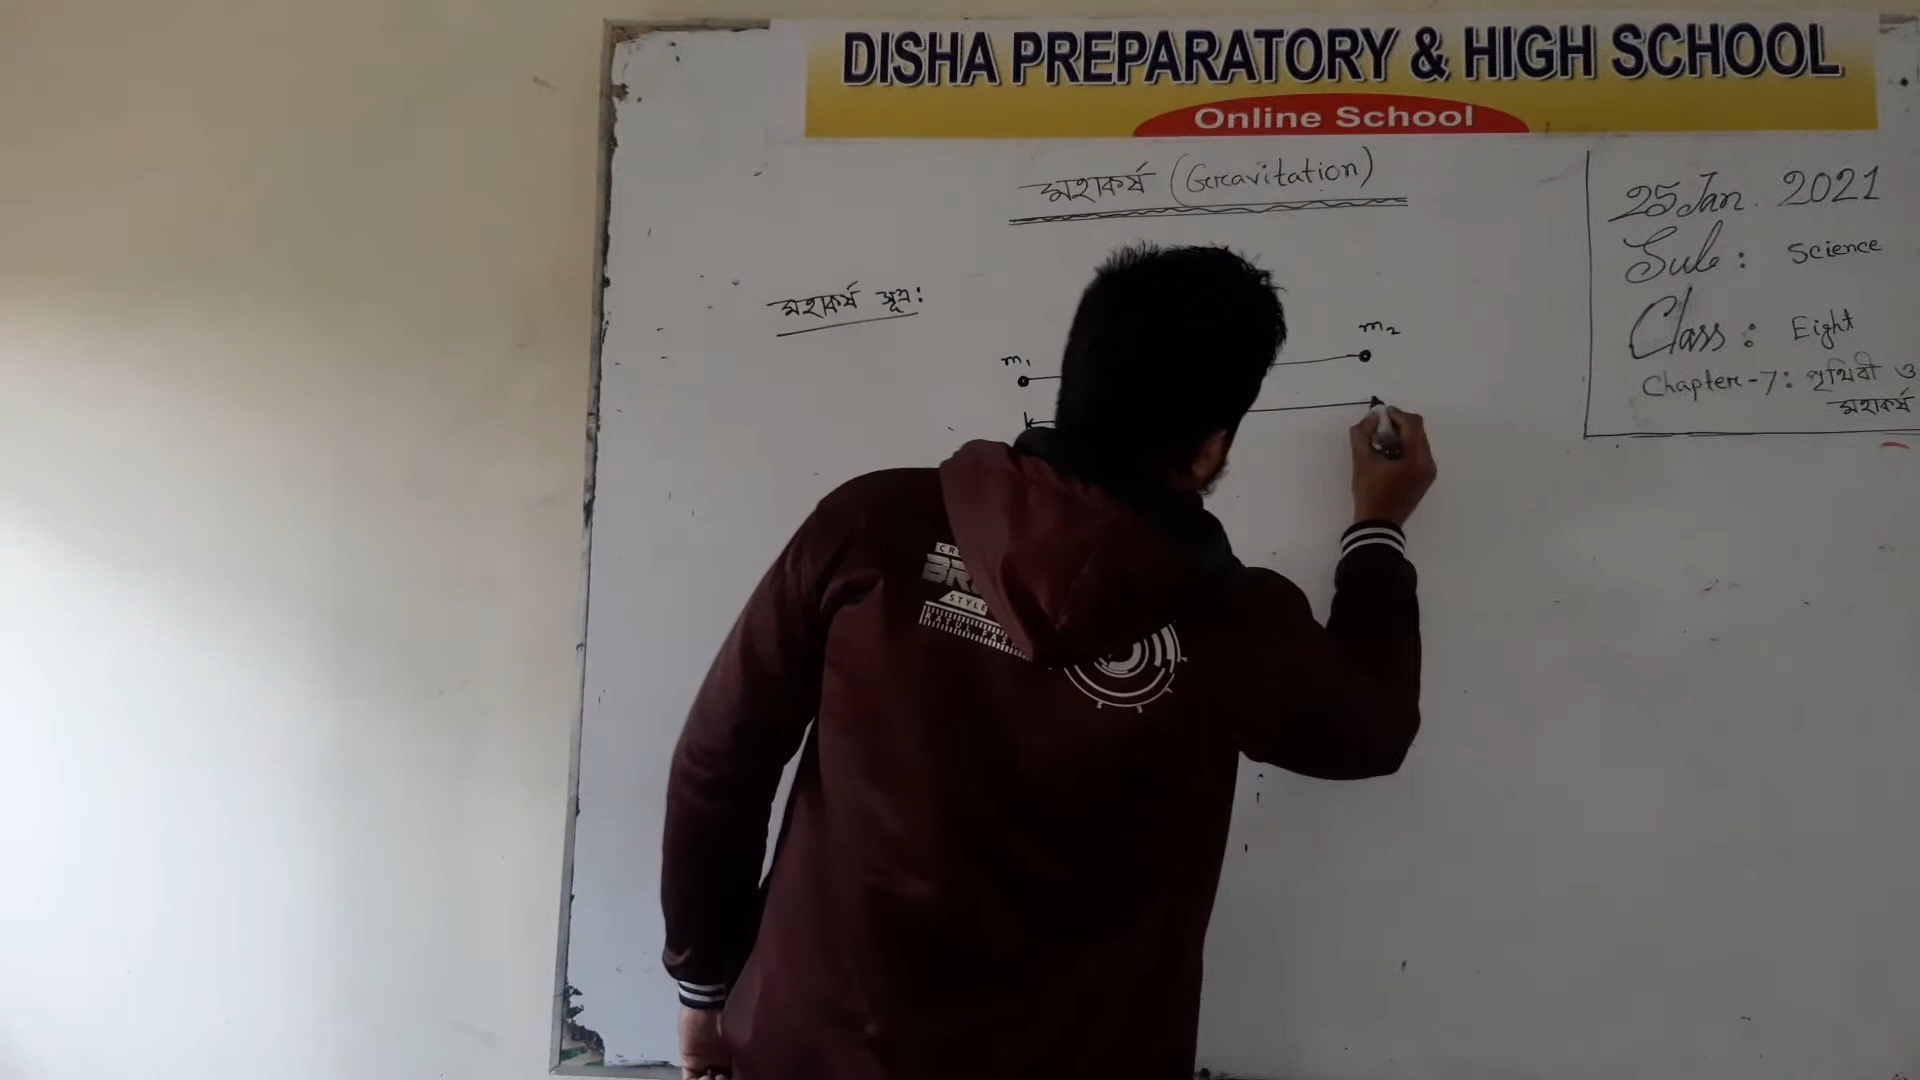 DISHA PREPARATORY & HIGH SCHOOL
Online School
মহাকর্ষ (Gravitation)
25 Jan. 2021
Sub : Science
Class : Eight
Chapter-7: পৃথিবী ও
মহাকর্ষ
মহাকর্ষ সূত্র:
m₁
m₂
STYLE